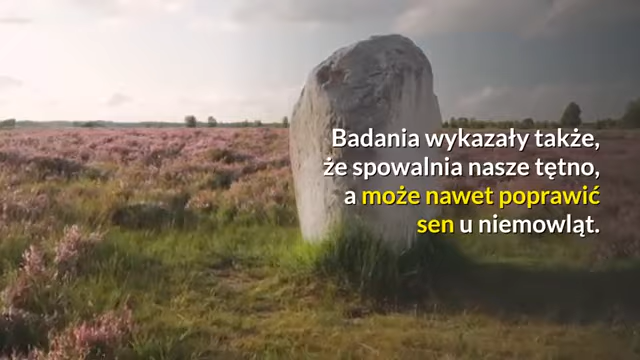 Badania wykazały także,
że spowalnia nasze tętno,
a może nawet poprawić
sen u niemowląt.